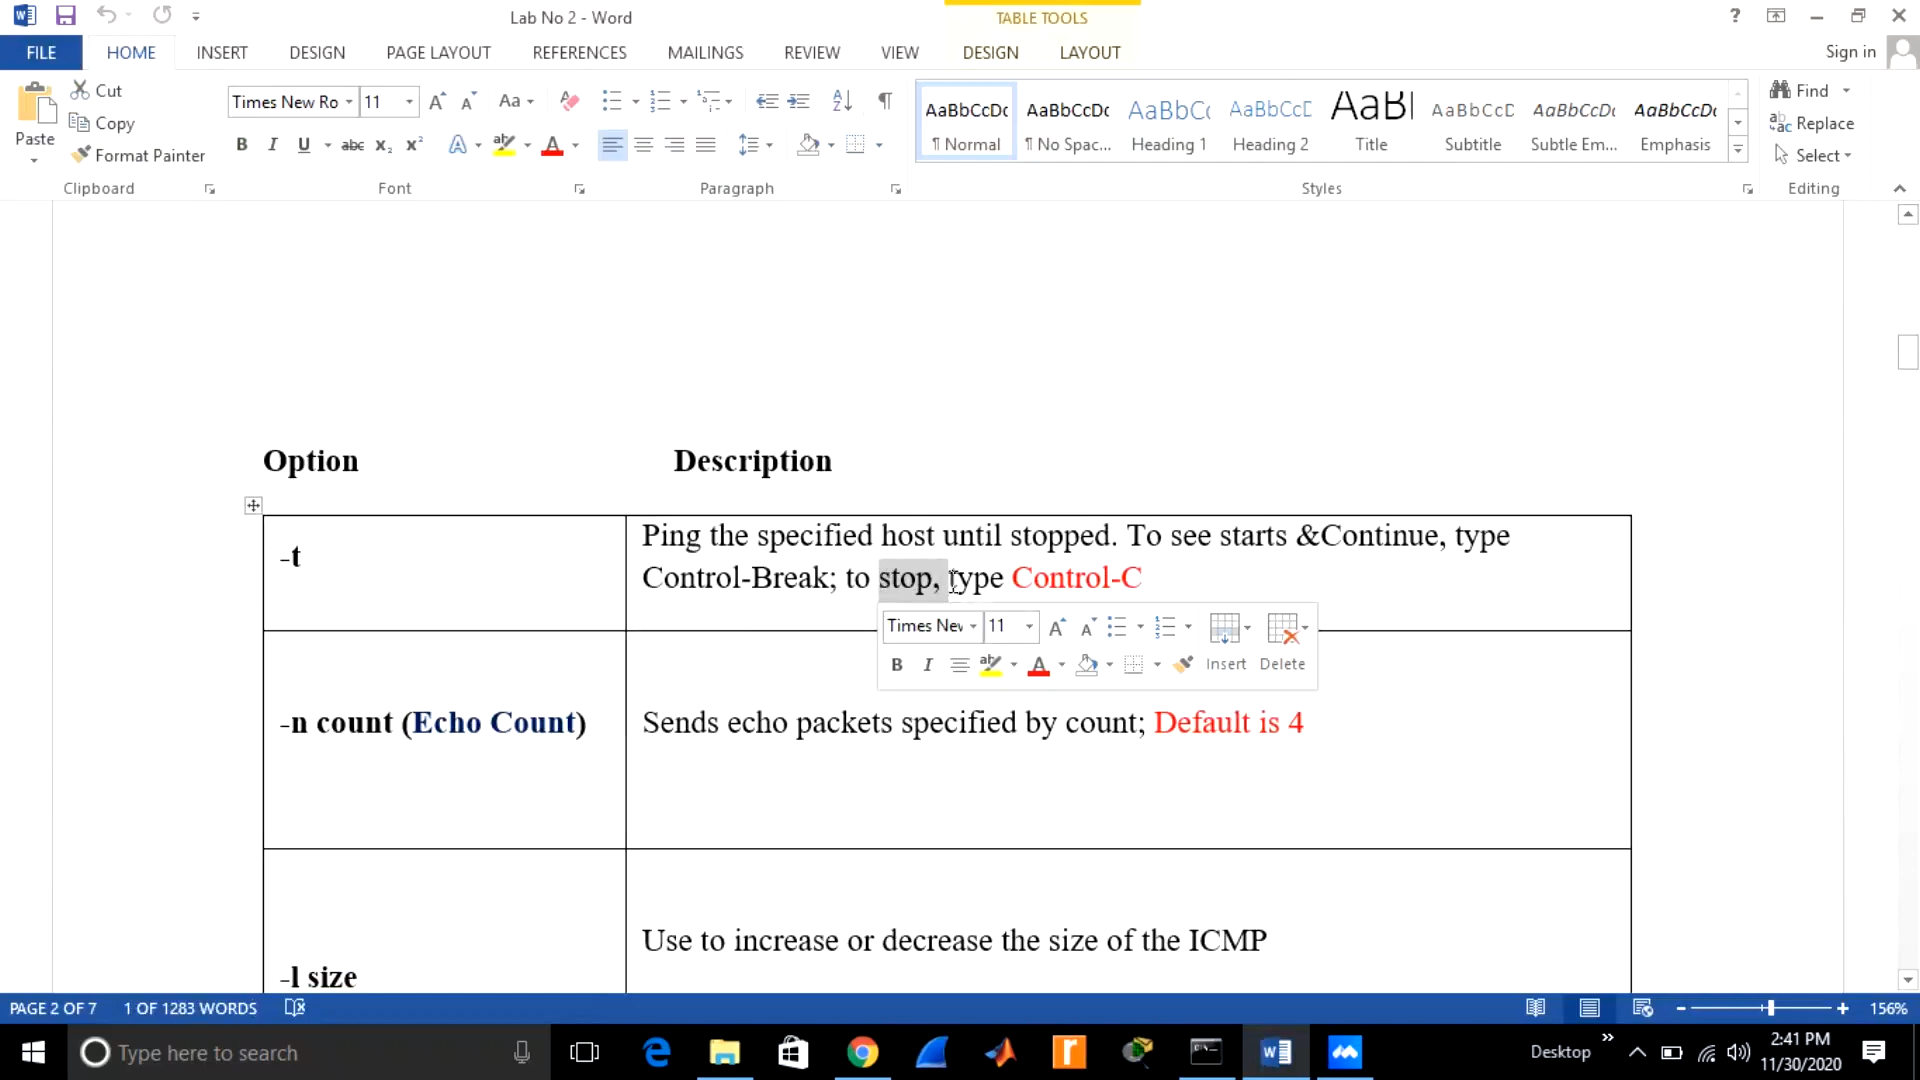 Lab No 2 - Word
TABLE TOOLS
FILE
HOME
INSERT
DESIGN
PAGE LAYOUT
REFERENCES
MAILINGS
REVIEW
VIEW
DESIGN
LAYOUT
Sign in
Paste
Cut
Copy
Format Painter
Clipboard
Times New Ro
11
Font
Paragraph
AaBbCcDc
¶ Normal
AaBbCcDc
¶ No Spac...
AaBbC(
Heading 1
AaBbCcE
Heading 2
AaBl
Title
AaBbCcD
Subtitle
AaBbCcDc
Subtle Em...
AaBbCcDc
Emphasis
Styles
Find
Replace
Select
Editing
Option Description
-t
Ping the specified host until stopped. To see starts &Continue, type
Control-Break; to stop, type Control-C
Times Nev 11
Insert
Delete
-n count (Echo Count)
Sends echo packets specified by count; Default is 4
Use to increase or decrease the size of the ICMP
-l size
PAGE 2 OF 7
1 OF 1283 WORDS
156%
Type here to search
Desktop
2:41 PM
11/30/2020